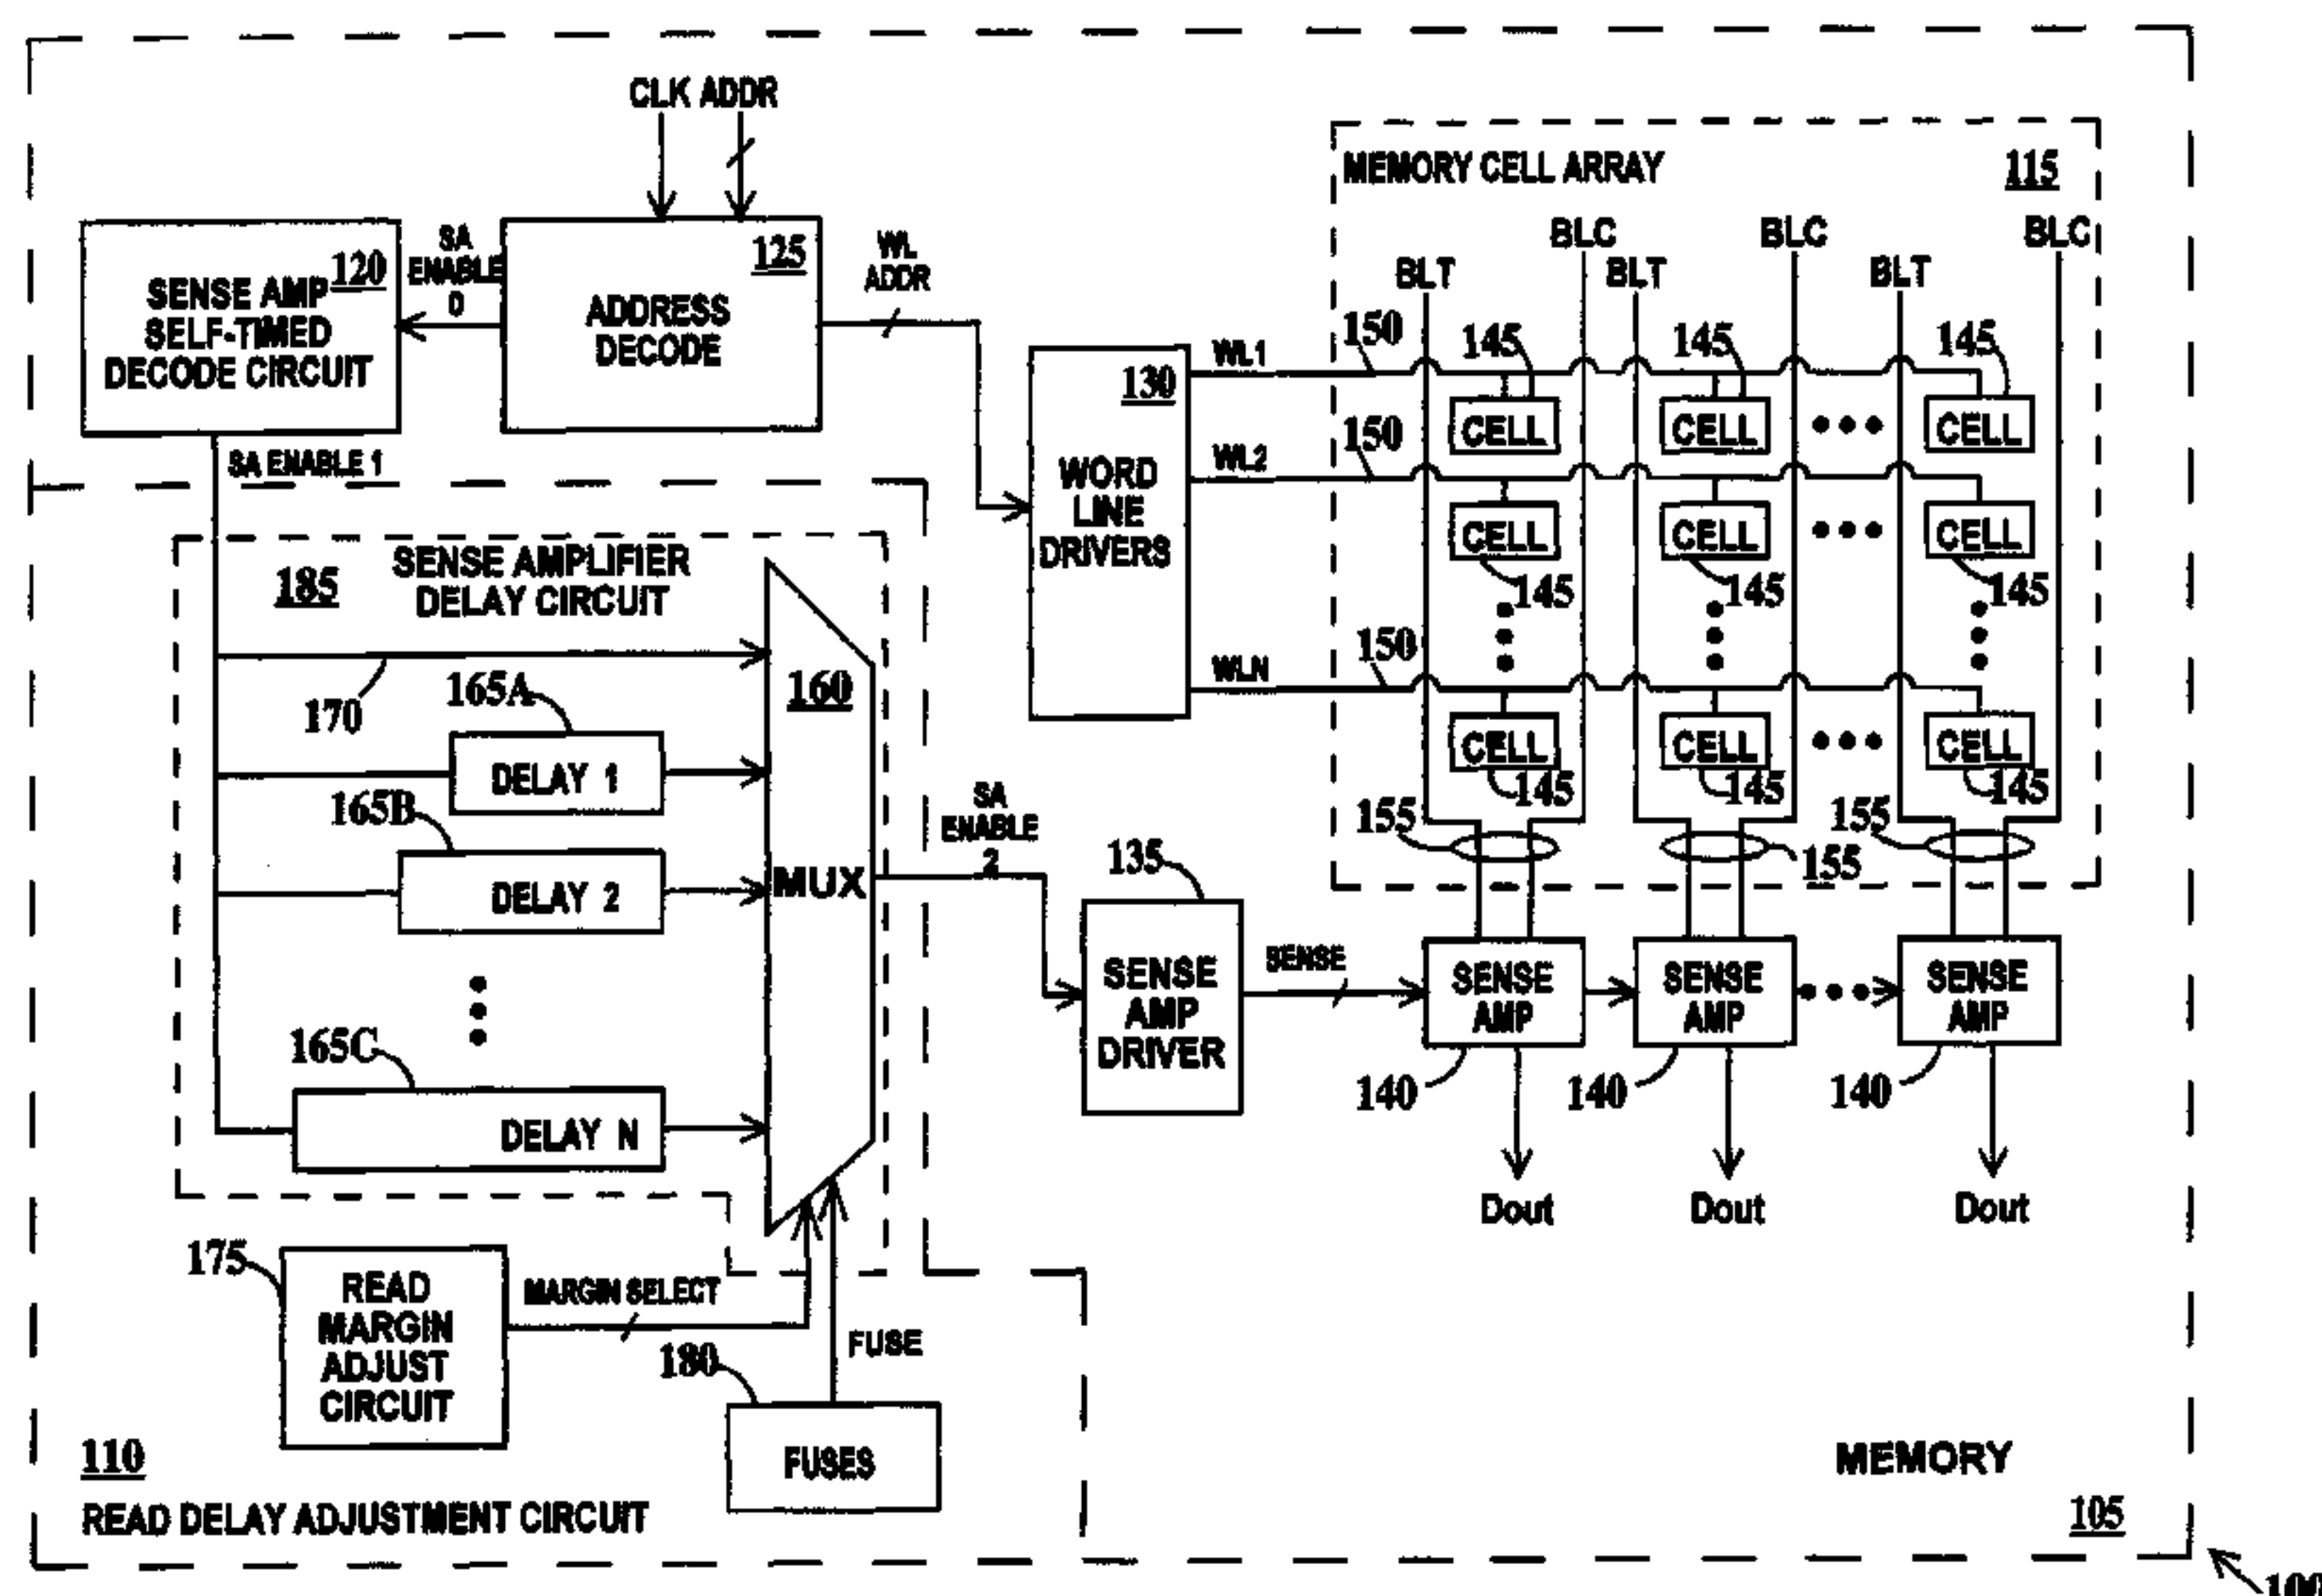 CLK ADDR
MEMORY CELL ARRAY
115
SENSE AMP
SELF-TIMED
DECODE CIRCUIT
120
SA
ENABLE
0
125
ADDRESS
DECODE
WL
ADDR
BLT
BLC
BLT
BLC
BLT
BLC
130
WORD
LINE
DRIVERS
WL1
150
145
145
145
CELL
CELL
CELL
WL2
150
CELL
CELL
CELL
145
145
145
WLN
150
CELL
CELL
CELL
145
145
145
155
155
155
SA ENABLE 1
185
SENSE AMPLIFIER
DELAY CIRCUIT
170
160
MUX
165A
DELAY 1
165B
DELAY 2
165C
DELAY N
SA
ENABLE
2
135
SENSE
AMP
DRIVER
SENSE
SENSE
AMP
SENSE
AMP
SENSE
AMP
140
140
140
Dout
Dout
Dout
175
READ
MARGIN
ADJUST
CIRCUIT
MARGIN SELECT
180
FUSE
FUSES
110
READ DELAY ADJUSTMENT CIRCUIT
MEMORY
105